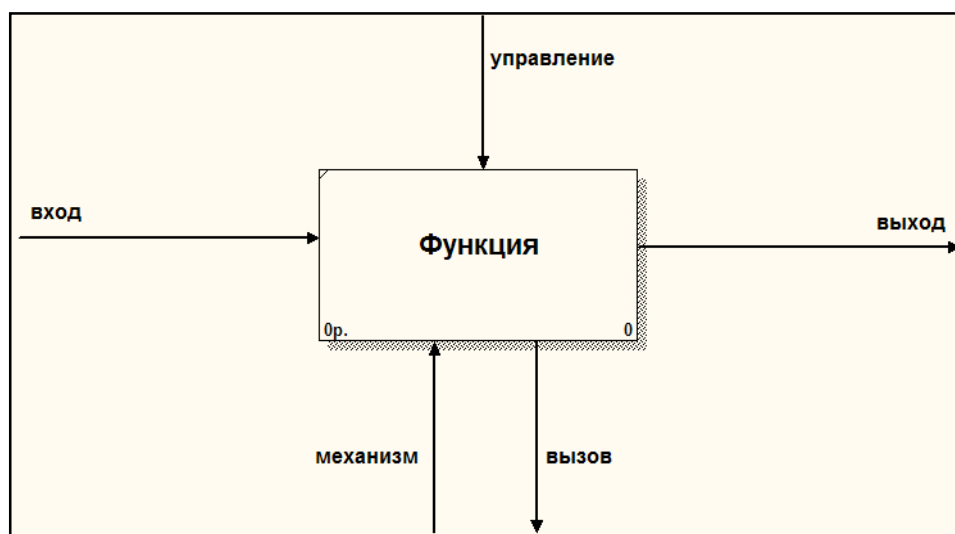 управление
вход
Функция
выход
0р.
0
механизм
вызов